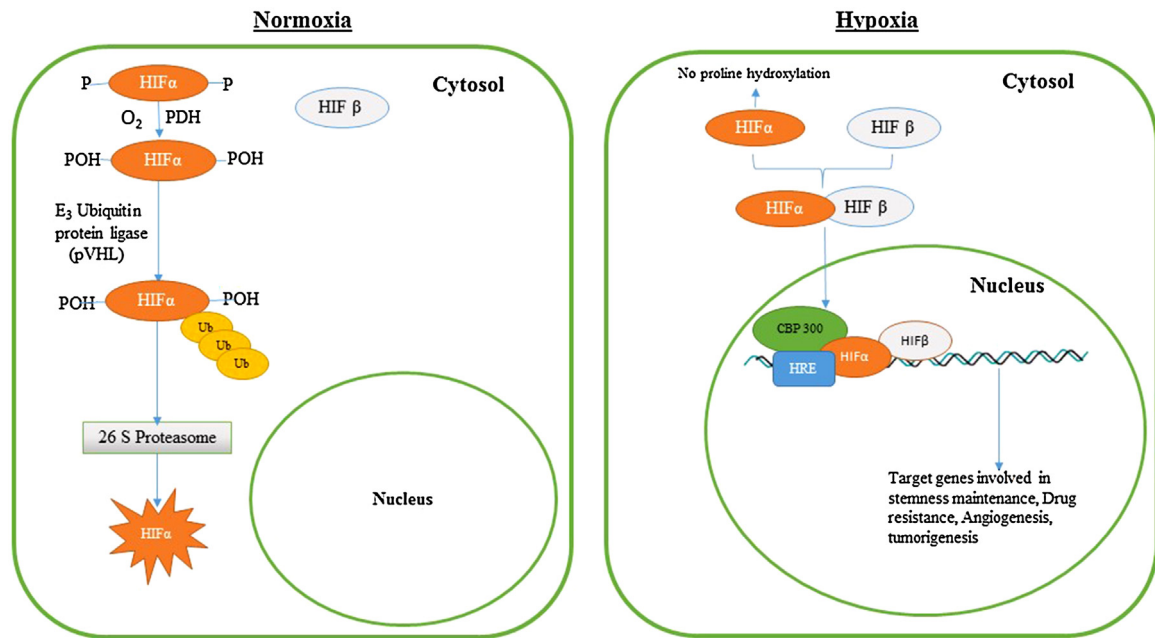 Normoxia
P
HIFα
P
Cytosol
O2
PDH
HIF β
POH
HIFα
POH
E3 Ubiquitin
protein ligase
(pVHL)
POH
HIFα
POH
Ub
Ub
Ub
26 S Proteasome
HIFα
Nucleus
Hypoxia
No proline hydroxylation
Cytosol
HIFα
HIF β
HIFα
HIF β
Nucleus
CBP 300
HIFβ
HIFα
HRE
Target genes involved in
stemness maintenance, Drug
resistance, Angiogenesis,
tumorigenesis